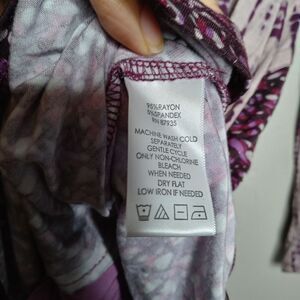 95%RAYON
5%SPANDEX
RN 87935
MACHINE WASH COLD
SEPARATELY
GENTLE CYCLE
ONLY NON-CHLORINE
BLEACH
WHEN NEEDED
DRY FLAT
LOW IRON IF NEEDED